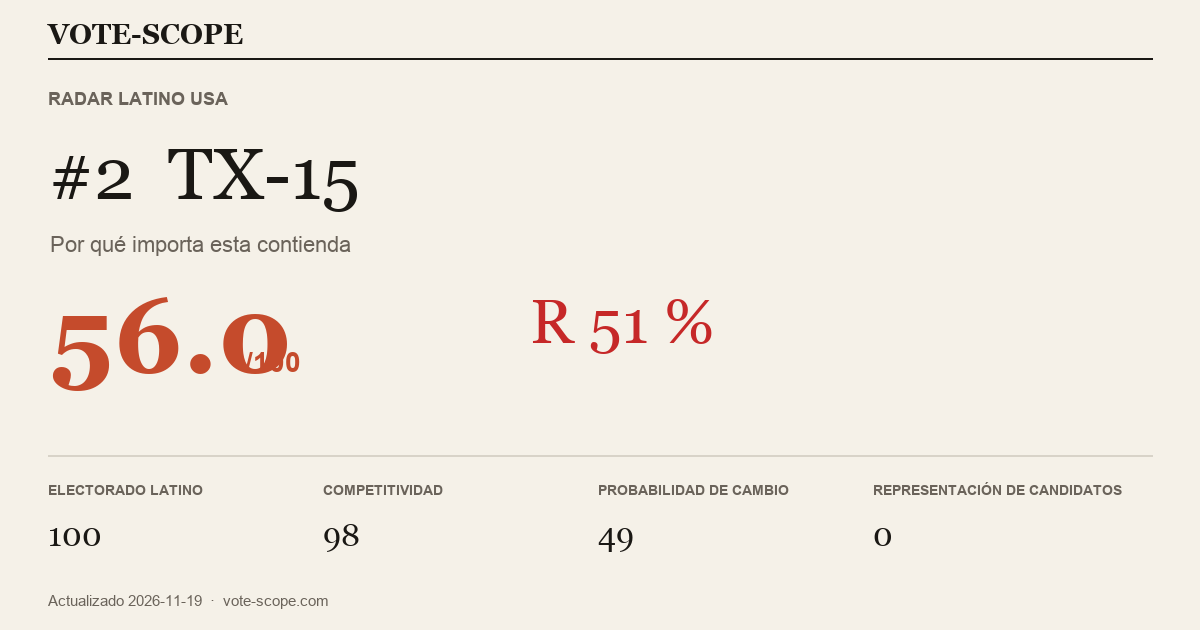 VOTE-SCOPE
RADAR LATINO USA
#2 TX-15
Por qué importa esta contienda
56.0/100
R 51 %
ELECTORADO LATINO
100
COMPETITIVIDAD
98
PROBABILIDAD DE CAMBIO
49
REPRESENTACIÓN DE CANDIDATOS
0
Actualizado 2026-11-19 · vote-scope.com